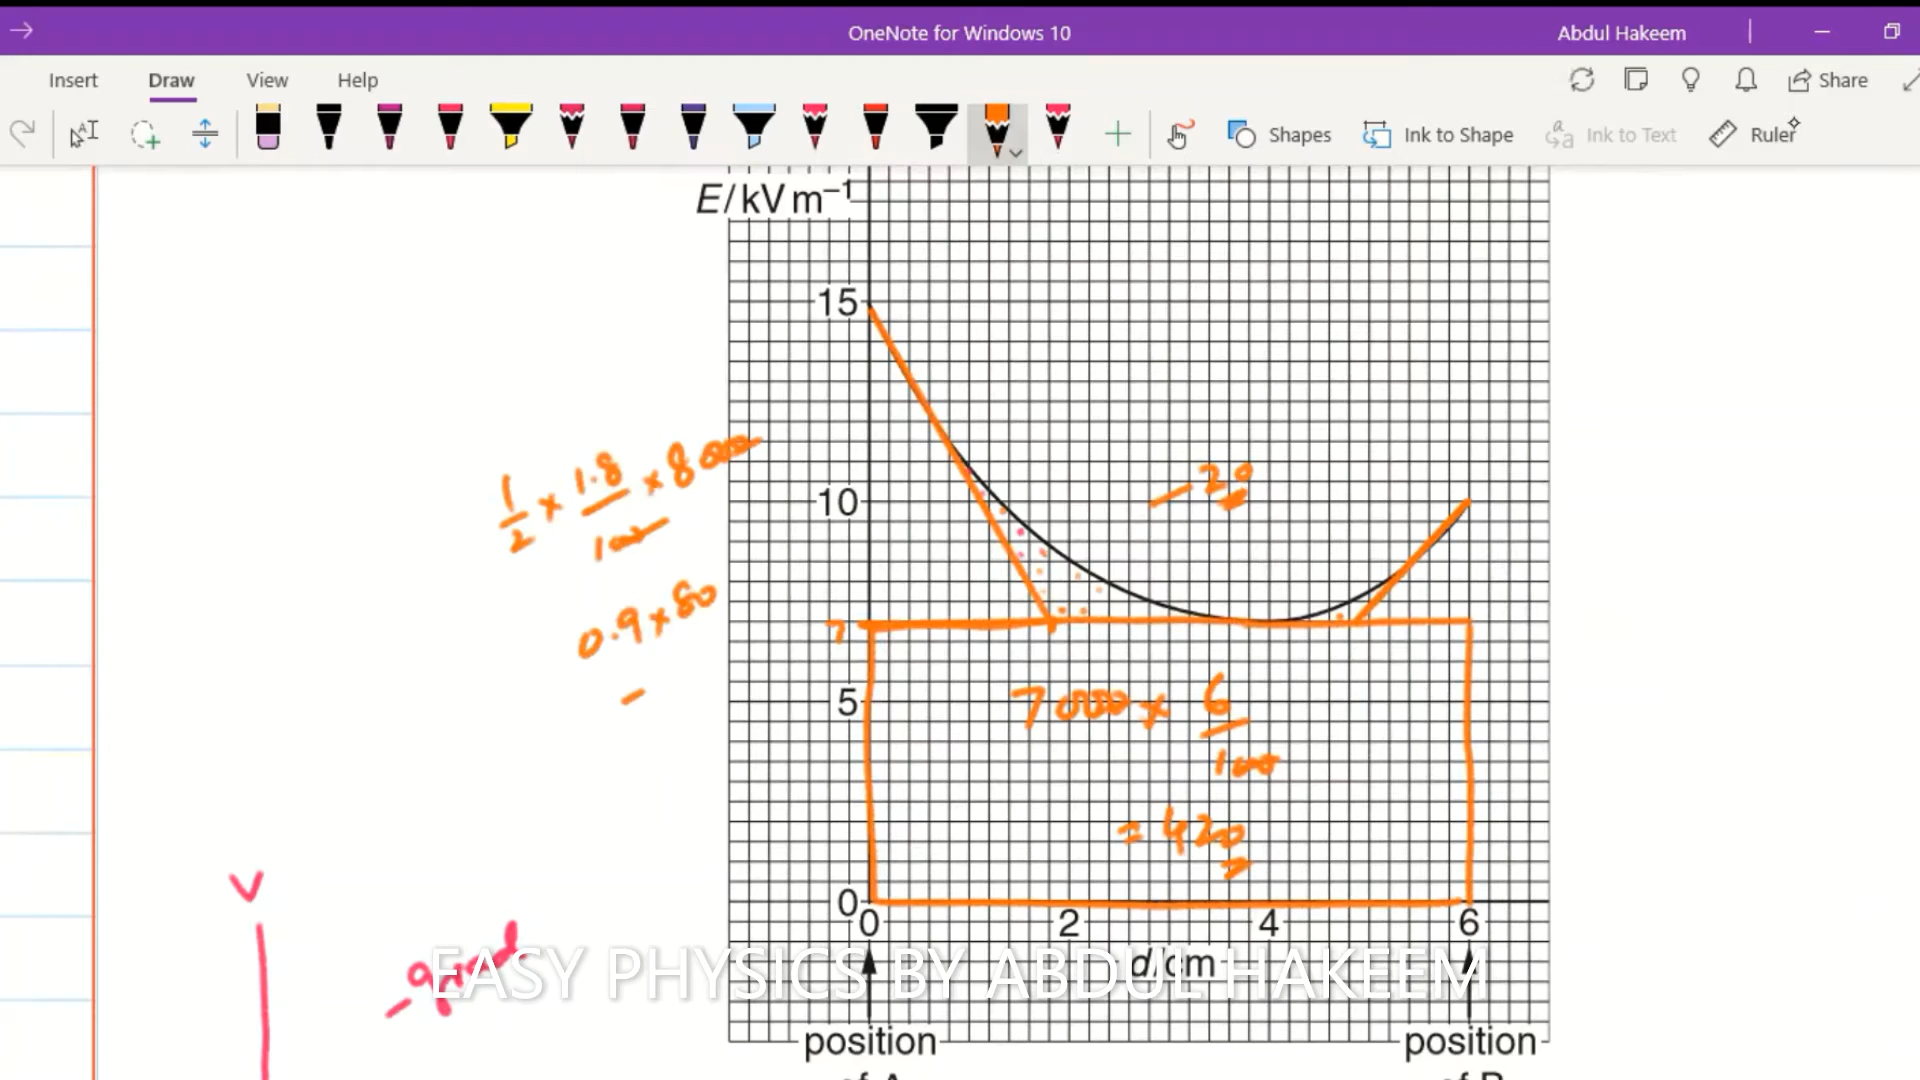 OneNote for Windows 10
Abdul Hakeem
Insert Draw View Help
Share
Shapes
Ink to Shape
Ink to Text
Ruler
E/kV m⁻¹
15
10
5
0
0 2 4 6
d/cm
position
position
1/2 × 1.8/100 × 8000
0.9 × 80
-
- 20
7
7000 × 6/100
= 420
V
- grad
EASY PHYSICS BY ABDUL HAKEEM